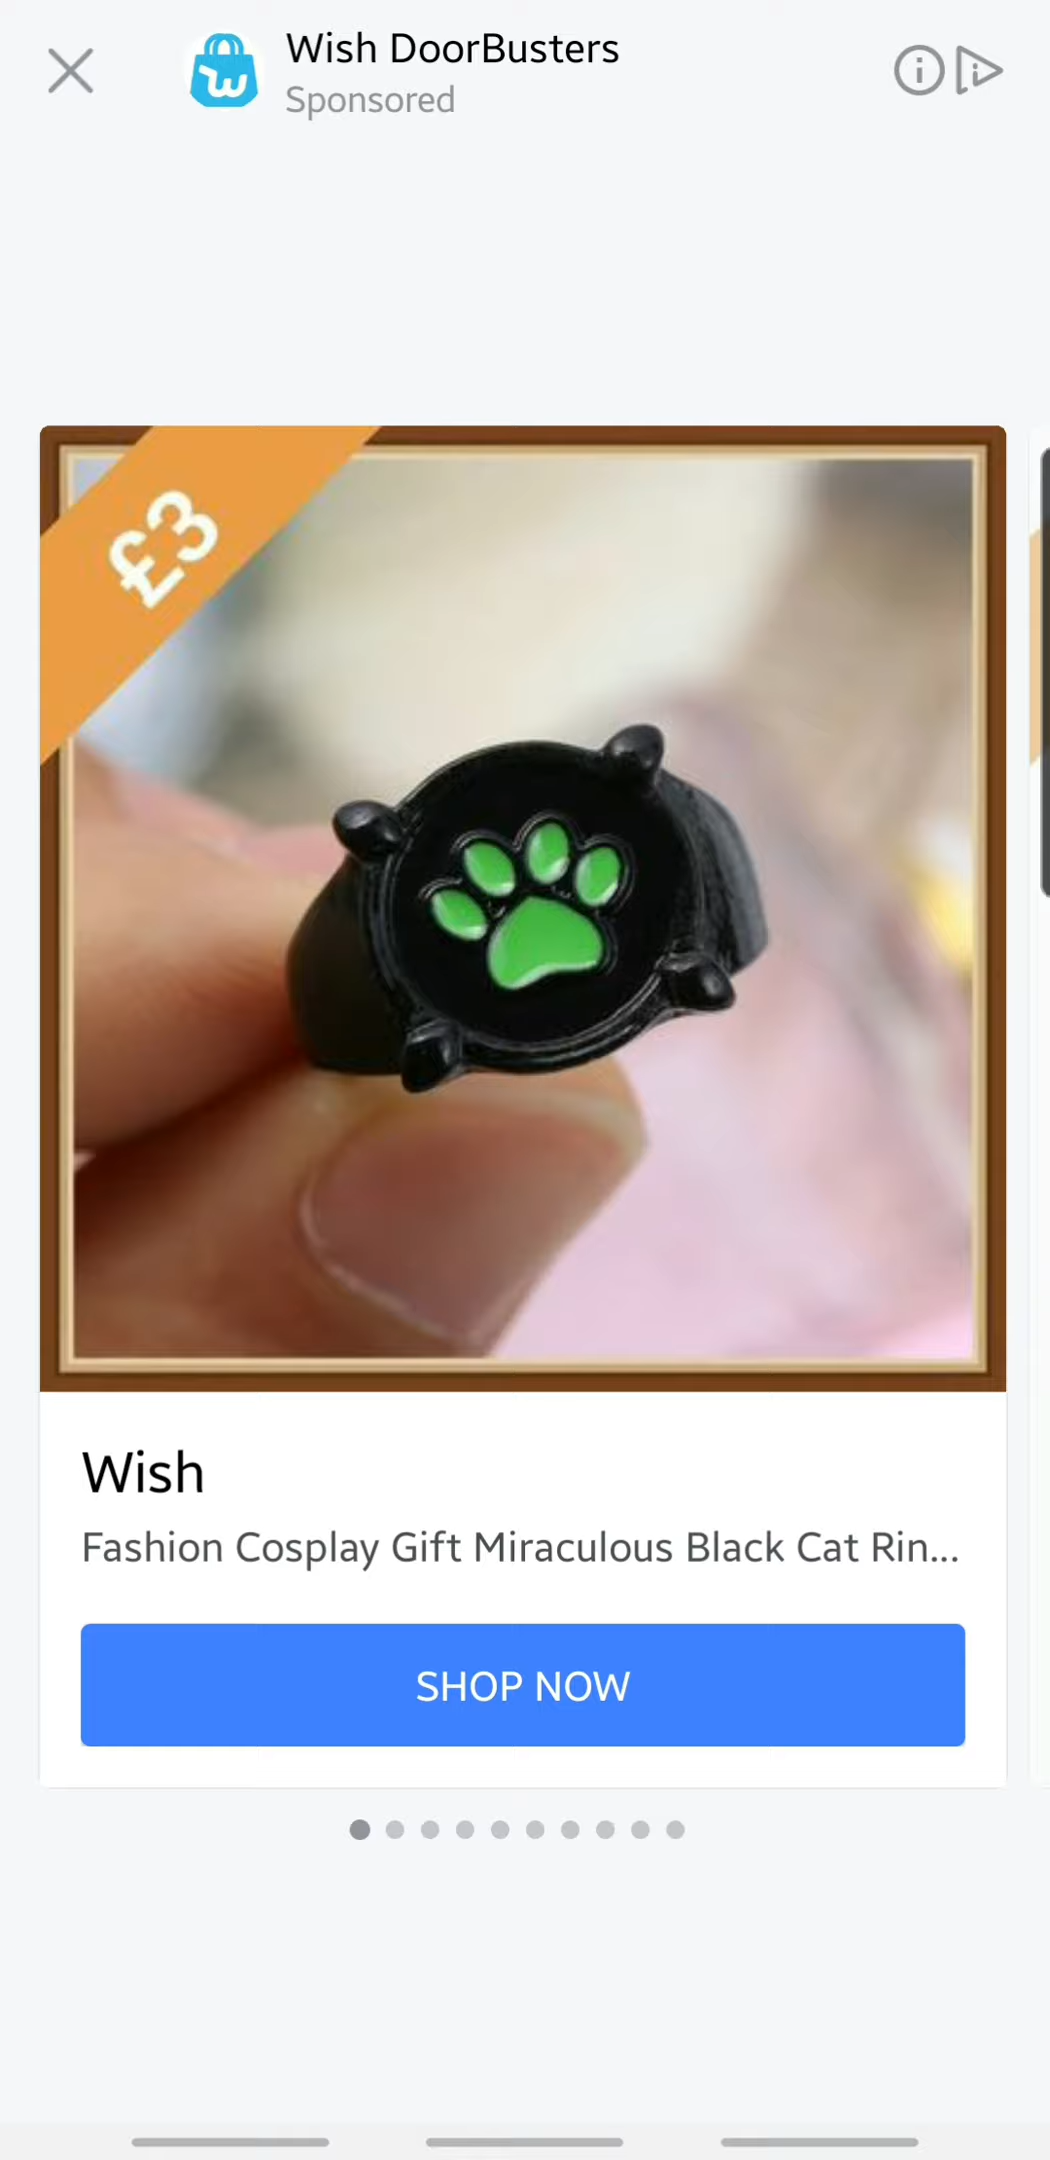 Wish DoorBusters
Sponsored
£3
Wish
Fashion Cosplay Gift Miraculous Black Cat Rin...
SHOP NOW